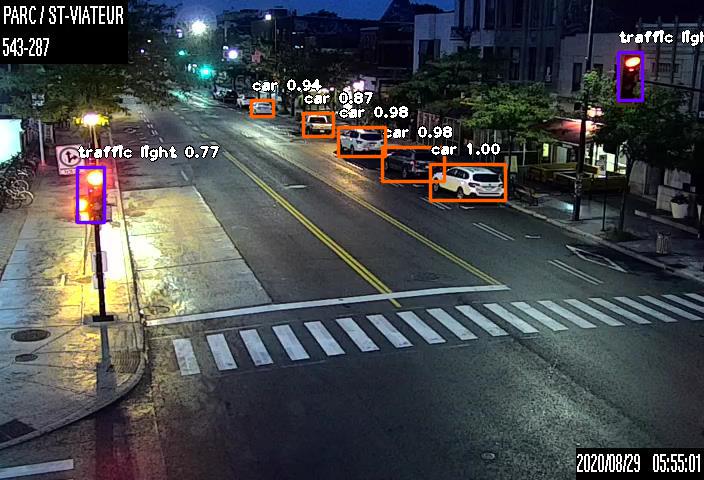 PARC / ST-VIATEUR
543-287
traffic ligh
car 0.94
car 0.87
car 0.98
car 0.98
car 1.00
traffic light 0.77
2020/08/29 05:55:01